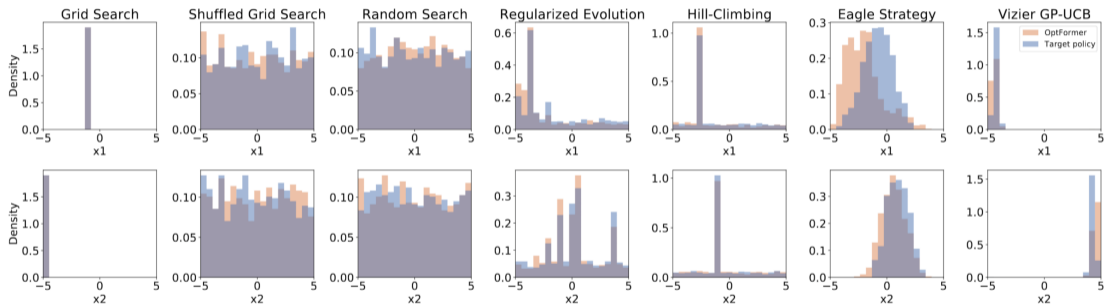 Grid Search
Shuffled Grid Search
Random Search
Regularized Evolution
Hill-Climbing
Eagle Strategy
Vizier GP-UCB
Density
1.5
1.0
0.5
0.0
−5 0 5
x1
0.10
0.05
0.00
−5 0 5
x1
0.10
0.05
0.00
−5 0 5
x1
0.6
0.4
0.2
0.0
−5 0 5
x1
1.0
0.5
0.0
−5 0 5
x1
0.3
0.2
0.1
0.0
−5 0 5
x1
OptFormer
Target policy
1.5
1.0
0.5
0.0
−5 0 5
x1
Density
1.5
1.0
0.5
0.0
−5 0 5
x2
0.10
0.05
0.00
−5 0 5
x2
0.10
0.05
0.00
−5 0 5
x2
0.3
0.2
0.1
0.0
−5 0 5
x2
1.0
0.5
0.0
−5 0 5
x2
0.3
0.2
0.1
0.0
−5 0 5
x2
1.5
1.0
0.5
0.0
−5 0 5
x2